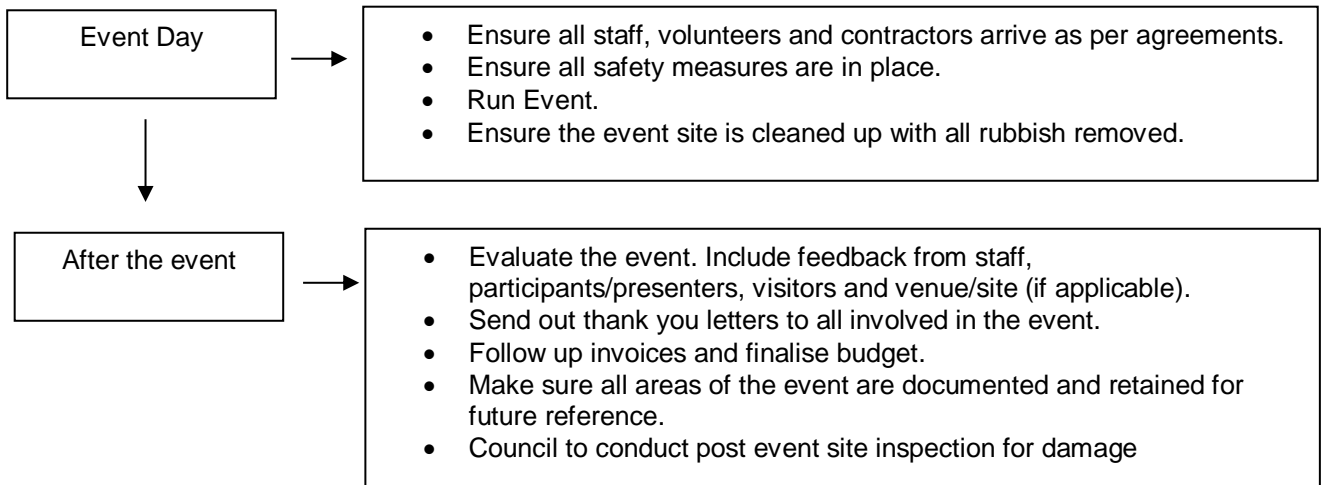 Event Day
• Ensure all staff, volunteers and contractors arrive as per agreements.
• Ensure all safety measures are in place.
• Run Event.
• Ensure the event site is cleaned up with all rubbish removed.
After the event
• Evaluate the event. Include feedback from staff,
participants/presenters, visitors and venue/site (if applicable).
• Send out thank you letters to all involved in the event.
• Follow up invoices and finalise budget.
• Make sure all areas of the event are documented and retained for
future reference.
• Council to conduct post event site inspection for damage